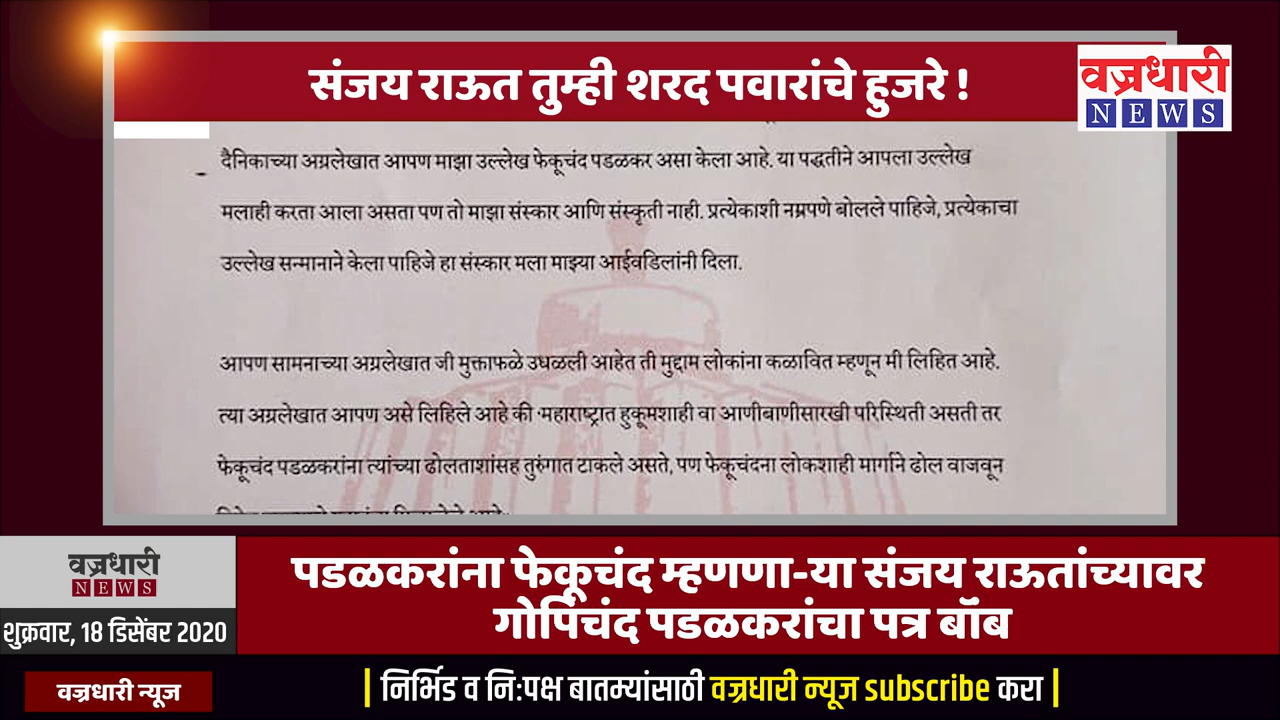 संजय राऊत तुम्ही शरद पवारांचे हुजरे !
वज्रधारी
NEWS
दैनिकाच्या अग्रलेखात आपण माझा उल्लेख फेकूचंद पडळकर असा केला आहे. या पद्धतीने आपला उल्लेख
मलाही करता आला असता पण तो माझा संस्कार आणि संस्कृती नाही. प्रत्येकाशी नम्रपणे बोलले पाहिजे, प्रत्येकाचा
उल्लेख सन्मानाने केला पाहिजे हा संस्कार मला माझ्या आईवडिलांनी दिला.
आपण सामनाच्या अग्रलेखात जी मुक्ताफळे उधळली आहेत ती मुद्दाम लोकांना कळावित म्हणून मी लिहित आहे.
त्या अग्रलेखात आपण असे लिहिले आहे की 'महाराष्ट्रात हुकूमशाही वा आणीबाणीसारखी परिस्थिती असती तर
फेकूचंद पडळकरांना त्यांच्या ढोलताशांसह तुरुंगात टाकले असते, पण फेकूचंदना लोकशाही मार्गाने ढोल वाजवून
वज्रधारी
NEWS
शुक्रवार, 18 डिसेंबर 2020
पडळकरांना फेकूचंद म्हणणा-या संजय राऊतांच्यावर
गोपिचंद पडळकरांचा पत्र बॉंब
वज्रधारी न्यूज
| निर्भिड व नि:पक्ष बातम्यांसाठी वज्रधारी न्यूज subscribe करा |